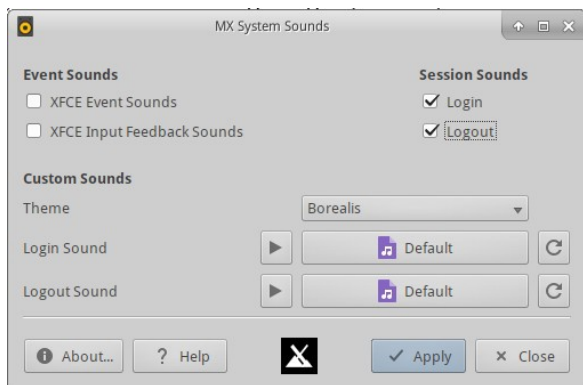 MX System Sounds
Event Sounds
Session Sounds
XFCE Event Sounds
Login
XFCE Input Feedback Sounds
Logout
Custom Sounds
Theme
Borealis
Login Sound
Default
Logout Sound
Default
About...
? Help
Apply
Close